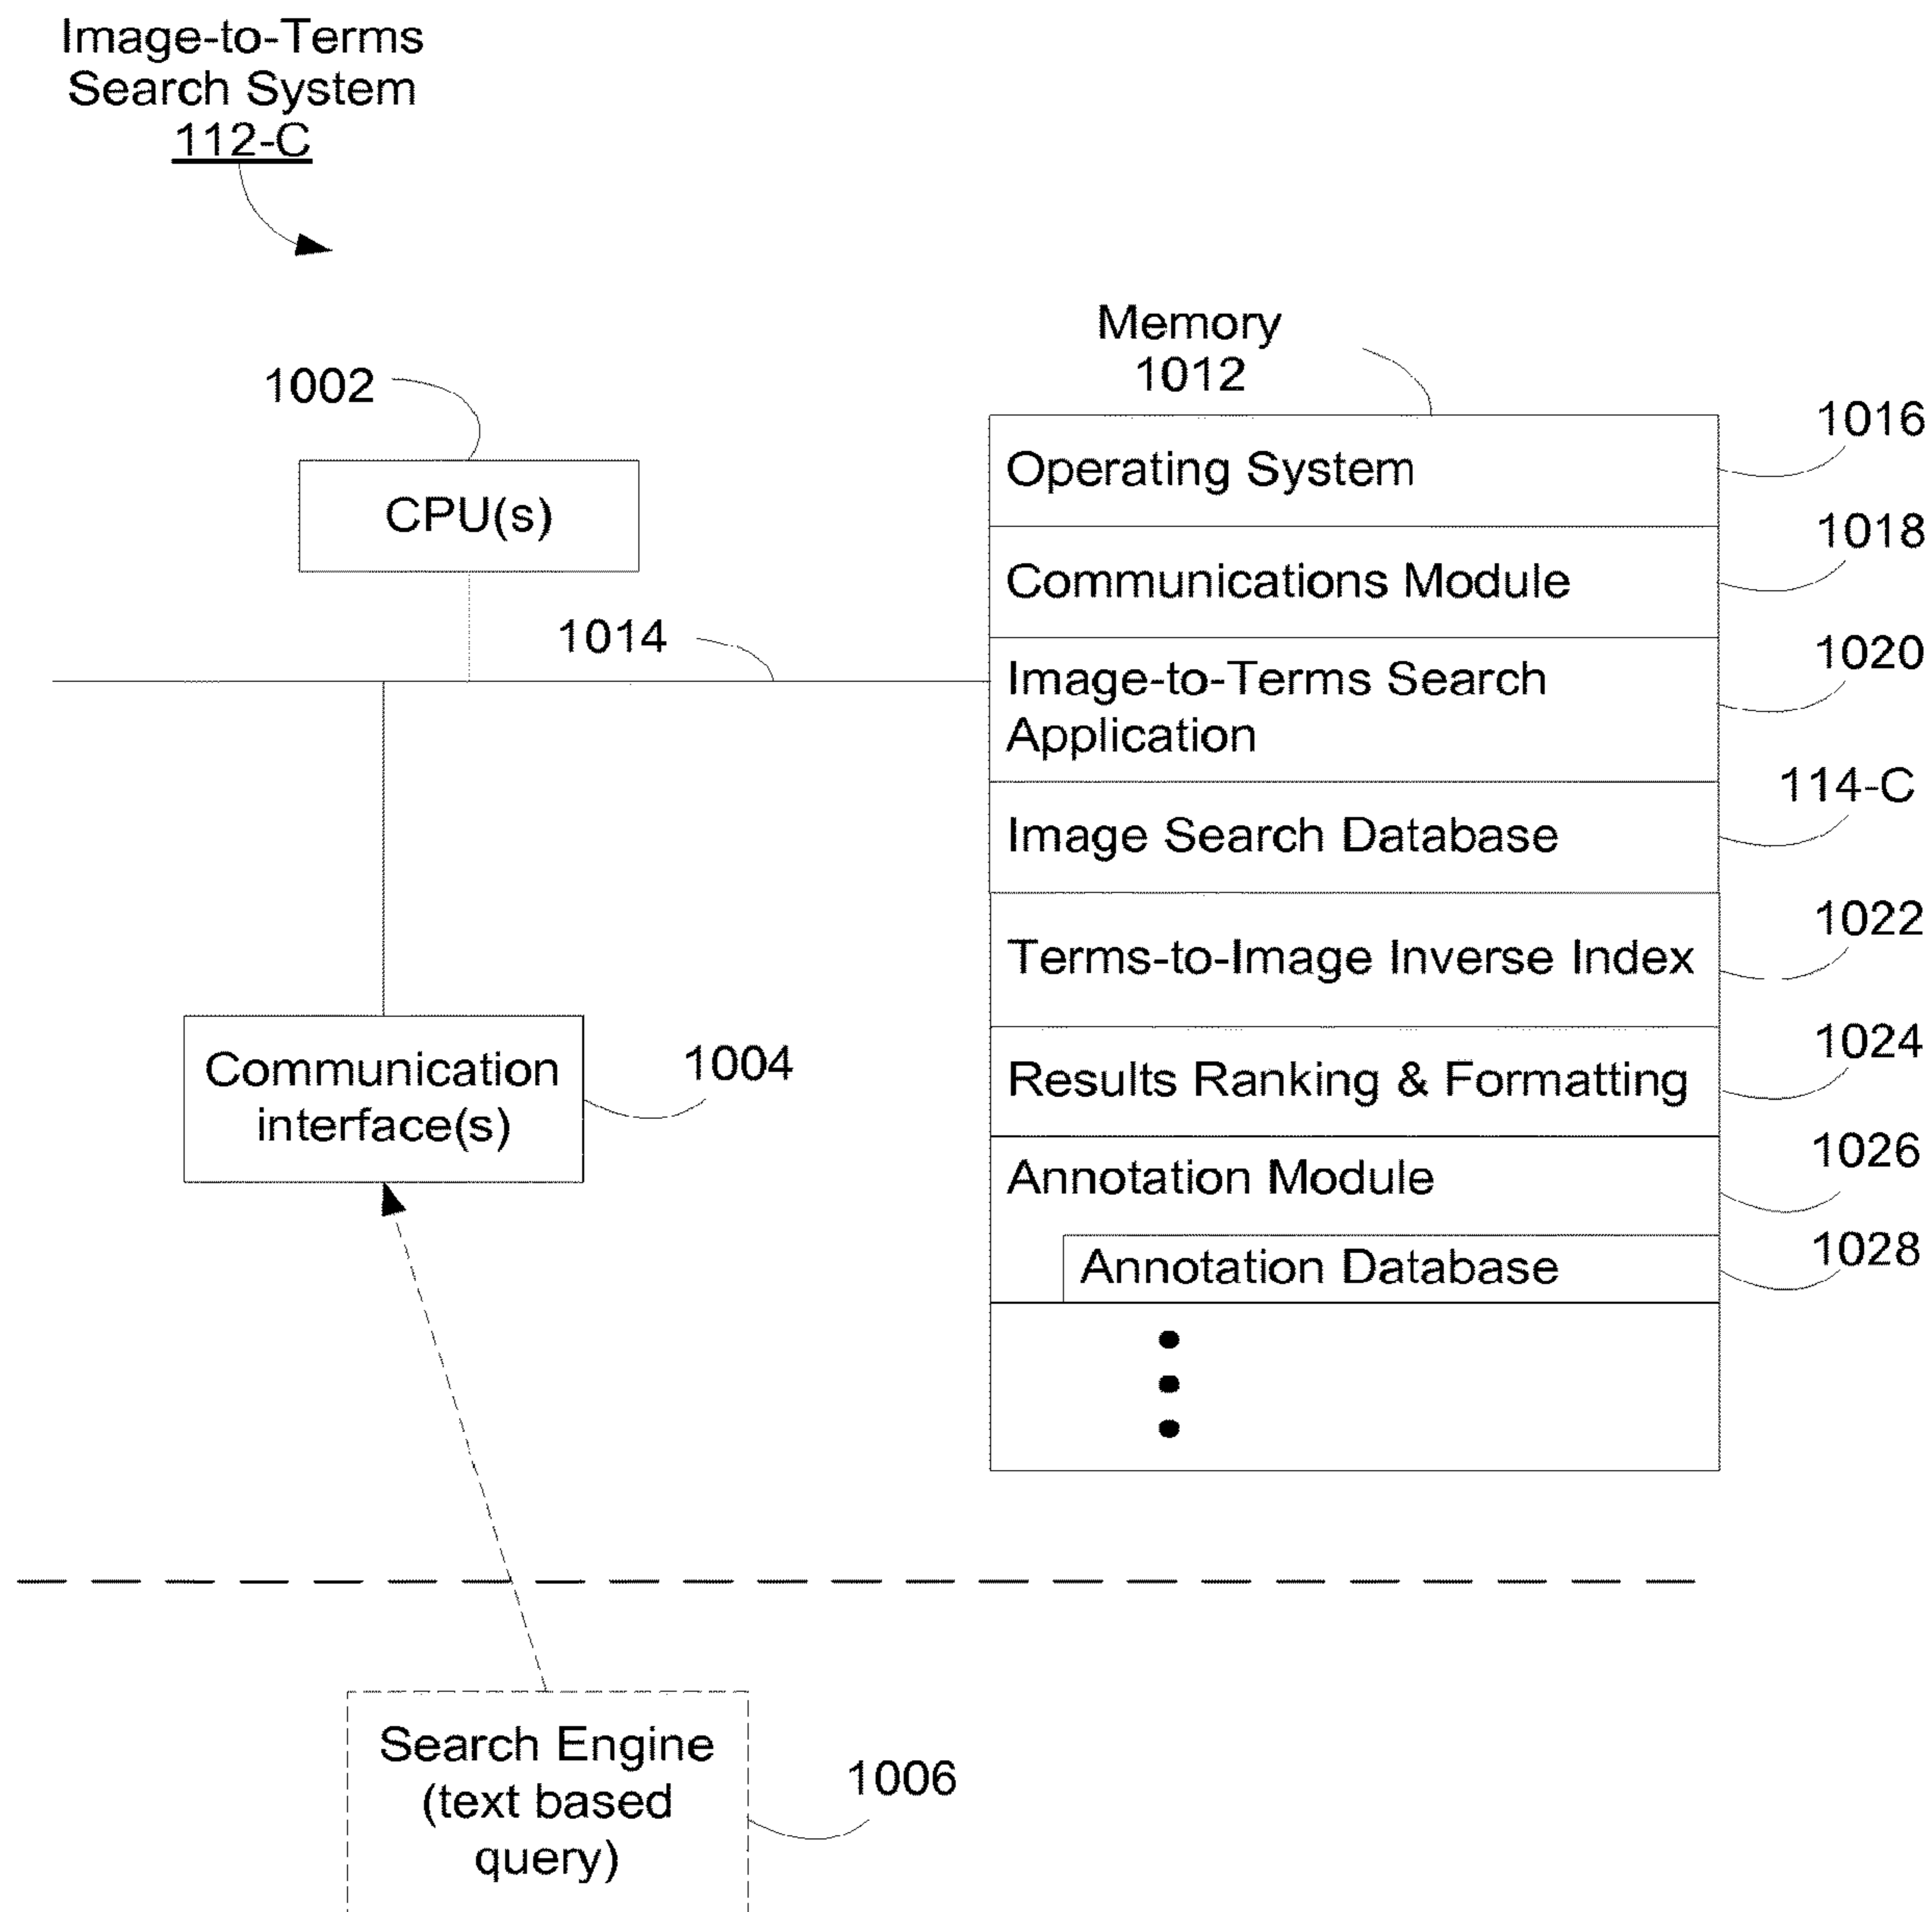 Image-to-Terms
Search System
112-C
Memory
1012
1002
1016
Operating System
CPU(s)
1018
Communications Module
1014
1020
Image-to-Terms Search
Application
114-C
Image Search Database
1022
Terms-to-Image Inverse Index
1024
Results Ranking & Formatting
Communication
interface(s)
1004
1026
Annotation Module
1028
Annotation Database
Search Engine
(text based
query)
1006